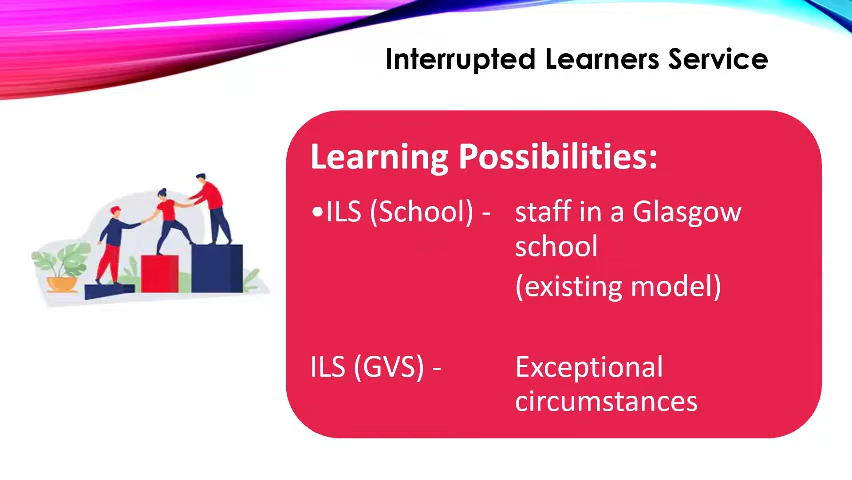 Interrupted Learners Service
Learning Possibilities:
•ILS (School) - staff in a Glasgow
school
(existing model)
ILS (GVS) - Exceptional
circumstances